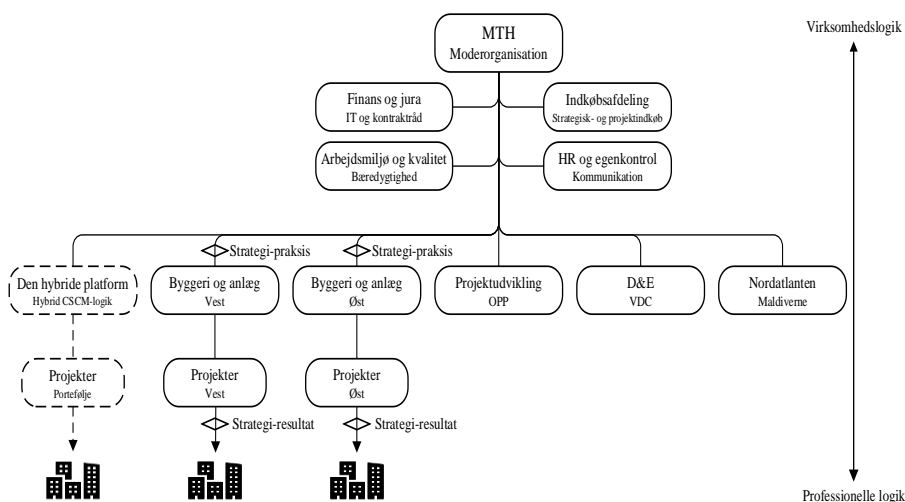 MTH
Moderorganisation
Virksomhedslogik
Finans og jura
IT og kontraktråd
Indkøbsafdeling
Strategisk- og projektindkøb
Arbejdsmiljø og kvalitet
Bæredygtighed
HR og egenkontrol
Kommunikation
Strategi-praksis
Strategi-praksis
Den hybride platform
Hybrid CSCM-logik
Byggeri og anlæg
Vest
Byggeri og anlæg
Øst
Projektudvikling
OPP
D&E
VDC
Nordatlanten
Maldiverne
Projekter
Portefølje
Projekter
Vest
Projekter
Øst
Strategi-resultat
Strategi-resultat
Professionelle logik